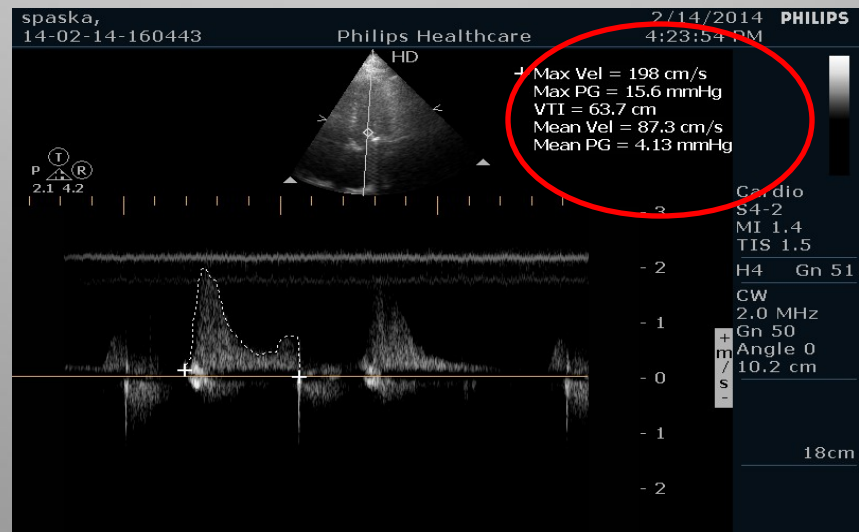 spaska,
14-02-14-160443
Philips Healthcare
2/14/2014
4:23:54 PM
PHILIPS
HD
Max Vel = 198 cm/s
Max PG = 15.6 mmHg
VTI = 63.7 cm
Mean Vel = 87.3 cm/s
Mean PG = 4.13 mmHg
T
P R
2.1 4.2
Cardio
S4-2
MI 1.4
TIS 1.5
H4 Gn 51
CW
2.0 MHz
Gn 50
Angle 0
10.2 cm
18cm
- 3
- 2
- 1
- 0
- 1
- 2
+
m
/
s
-